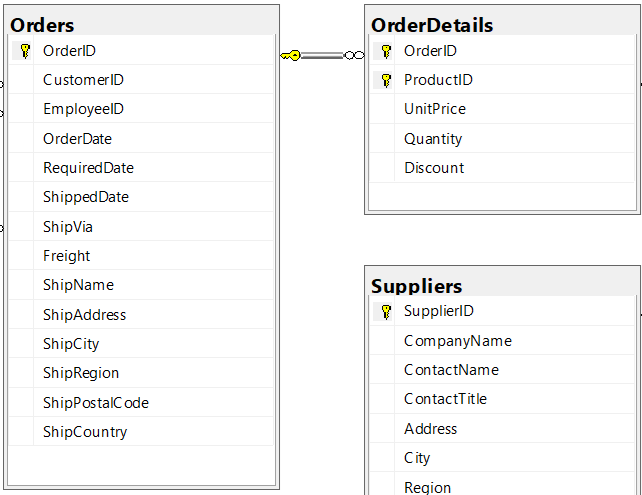 Orders
OrderID
CustomerID
EmployeeID
OrderDate
RequiredDate
ShippedDate
ShipVia
Freight
ShipName
ShipAddress
ShipCity
ShipRegion
ShipPostalCode
ShipCountry
OrderDetails
OrderID
ProductID
UnitPrice
Quantity
Discount
Suppliers
SupplierID
CompanyName
ContactName
ContactTitle
Address
City
Region